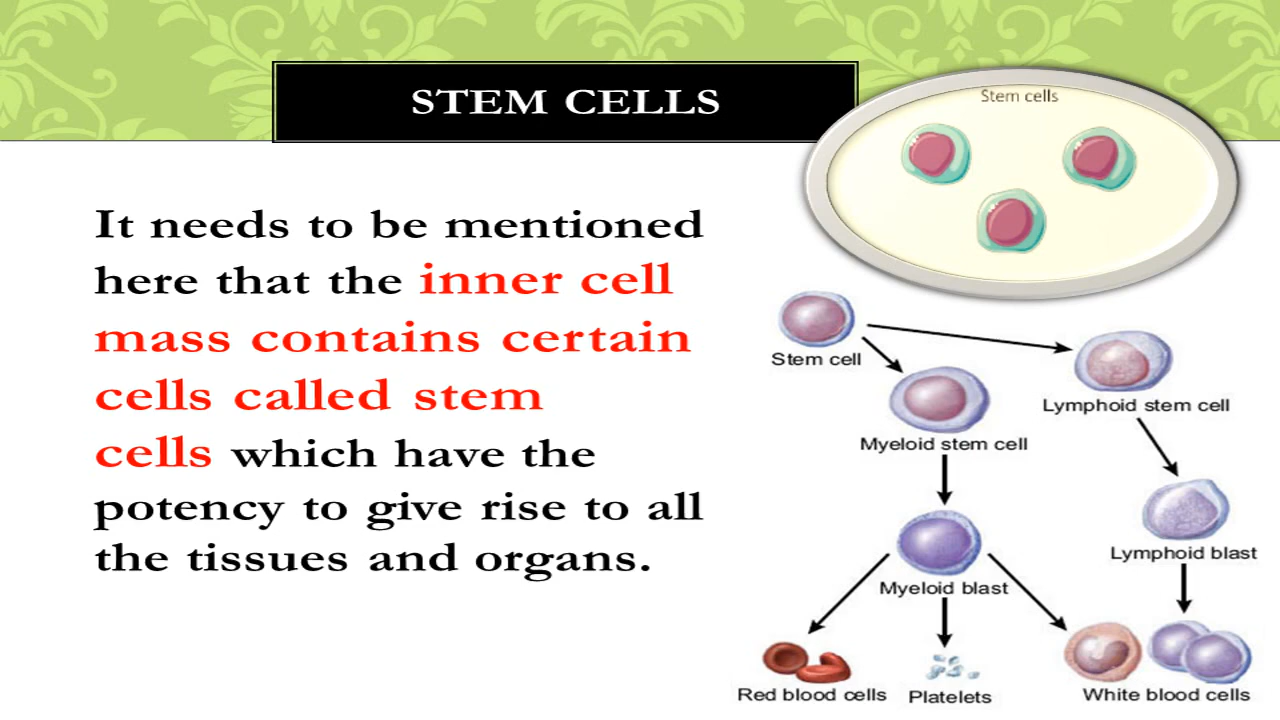 STEM CELLS
Stem cells
It needs to be mentioned
here that the inner cell
mass contains certain
cells called stem
cells which have the
potency to give rise to all
the tissues and organs.
Stem cell
Lymphoid stem cell
Myeloid stem cell
Lymphoid blast
Myeloid blast
Red blood cells
Platelets
White blood cells